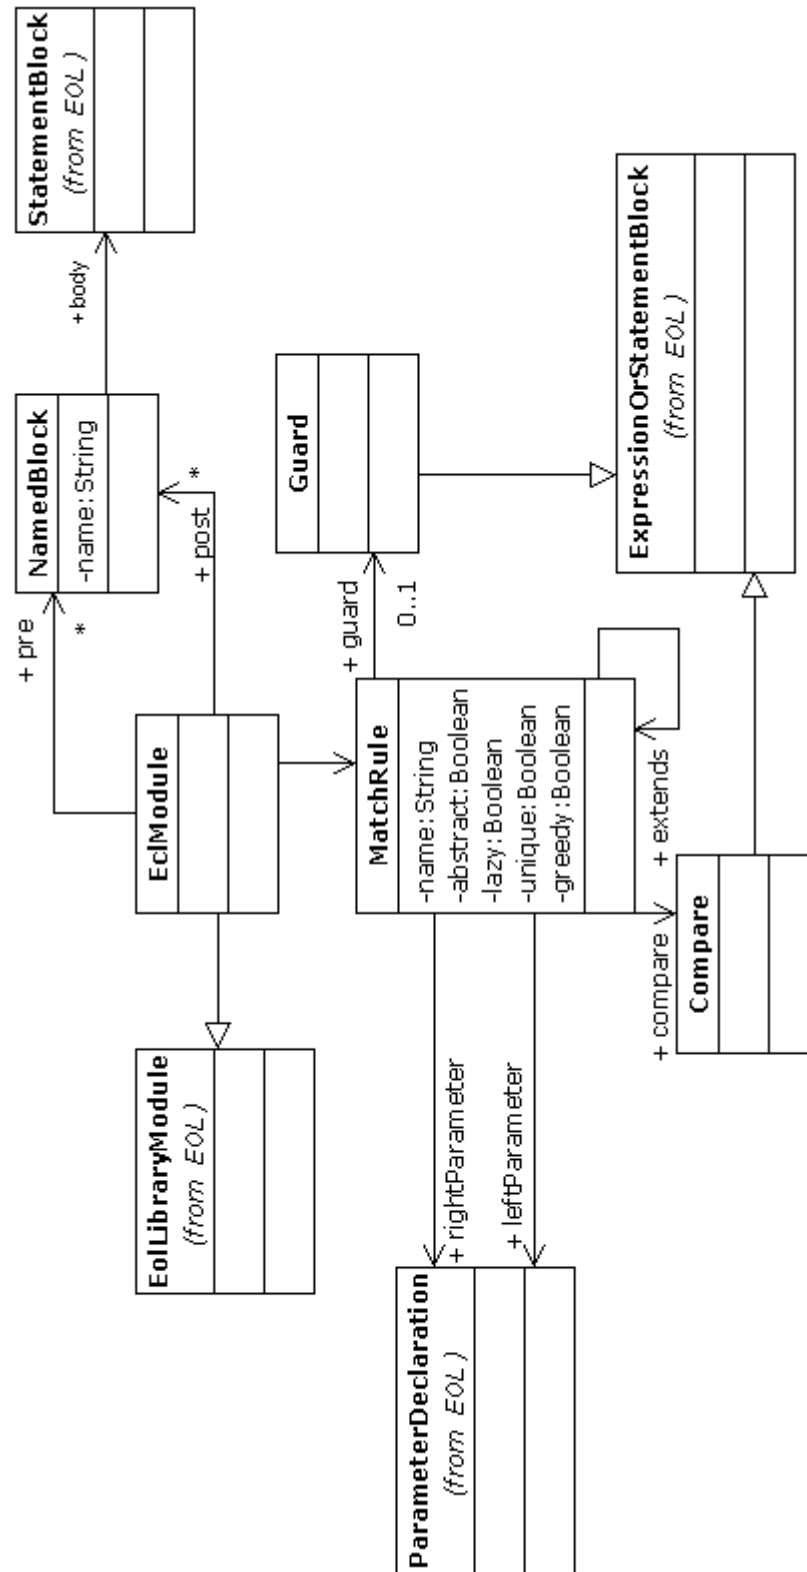 ParameterDeclaration
(from EOL)
EolLibraryModule
(from EOL)
+ rightParameter
+ leftParameter
EclModule
MatchRule
-name:String
-abstract:Boolean
-lazy:Boolean
-unique:Boolean
-greedy:Boolean
+ extends
+ compare
Compare
+ pre
*
+ post
*
NamedBlock
-name:String
+body
StatementBlock
(from EOL)
+ guard
0..1
Guard
ExpressionOrStatementBlock
(from EOL)